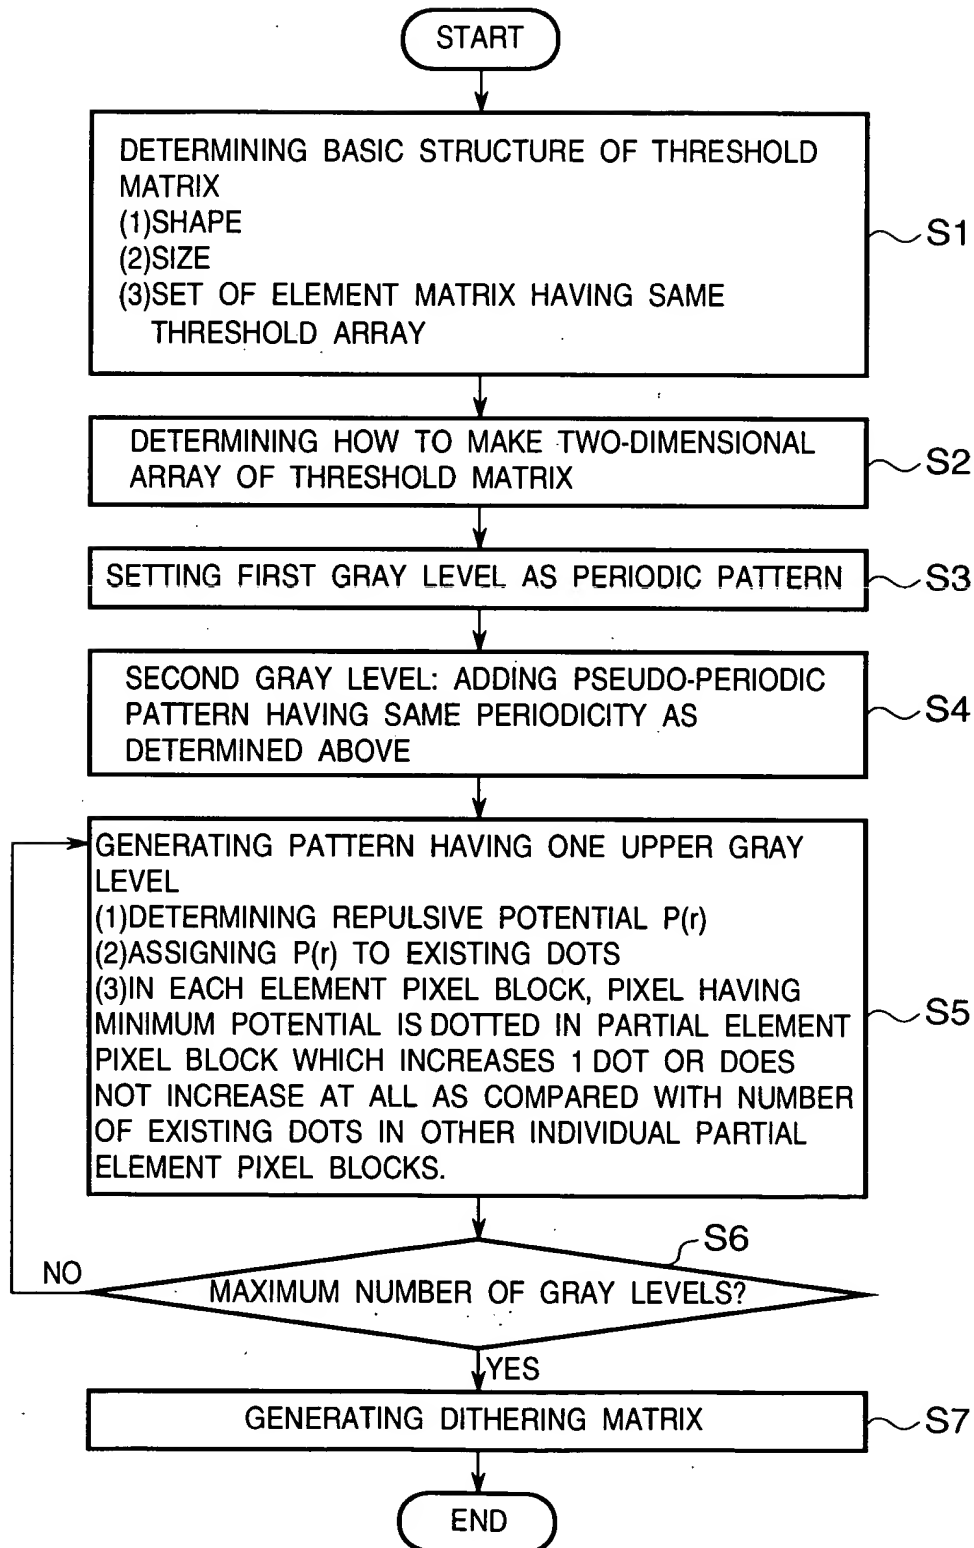 START
DETERMINING BASIC STRUCTURE OF THRESHOLD
MATRIX
(1)SHAPE
(2)SIZE
(3)SET OF ELEMENT MATRIX HAVING SAME
THRESHOLD ARRAY
S1
DETERMINING HOW TO MAKE TWO-DIMENSIONAL
ARRAY OF THRESHOLD MATRIX
S2
SETTING FIRST GRAY LEVEL AS PERIODIC PATTERN
S3
SECOND GRAY LEVEL: ADDING PSEUDO-PERIODIC
PATTERN HAVING SAME PERIODICITY AS
DETERMINED ABOVE
S4
GENERATING PATTERN HAVING ONE UPPER GRAY
LEVEL
(1)DETERMINING REPULSIVE POTENTIAL P(r)
(2)ASSIGNING P(r) TO EXISTING DOTS
(3)IN EACH ELEMENT PIXEL BLOCK, PIXEL HAVING
MINIMUM POTENTIAL IS DOTTED IN PARTIAL ELEMENT
PIXEL BLOCK WHICH INCREASES 1 DOT OR DOES
NOT INCREASE AT ALL AS COMPARED WITH NUMBER
OF EXISTING DOTS IN OTHER INDIVIDUAL PARTIAL
ELEMENT PIXEL BLOCKS.
S5
S6
NO
MAXIMUM NUMBER OF GRAY LEVELS?
YES
GENERATING DITHERING MATRIX
S7
END